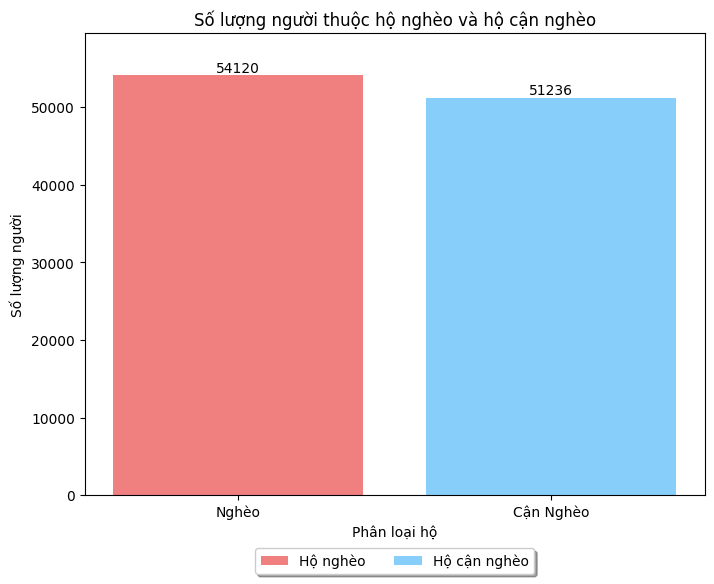 Số lượng người thuộc hộ nghèo và hộ cận nghèo
54120
51236
50000
40000
30000
20000
10000
0
Số lượng người
Nghèo
Cận Nghèo
Phân loại hộ
Hộ nghèo
Hộ cận nghèo